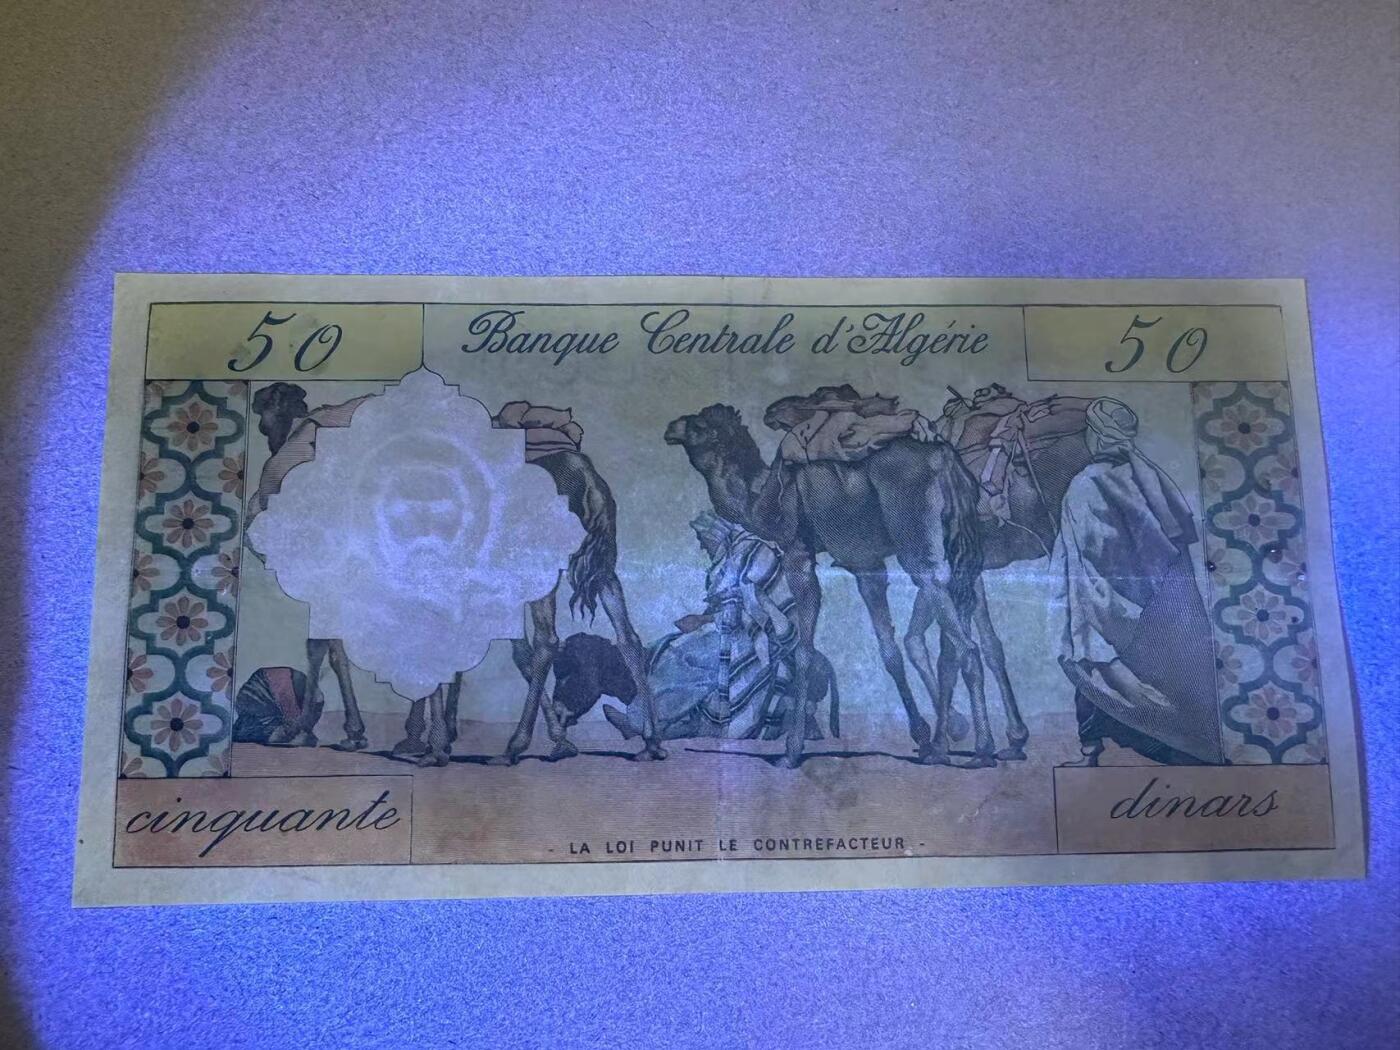 50
Banque Centrale d'Algérie
50
cinquante
dinars
- LA LOI PUNIT LE CONTREFACTEUR -